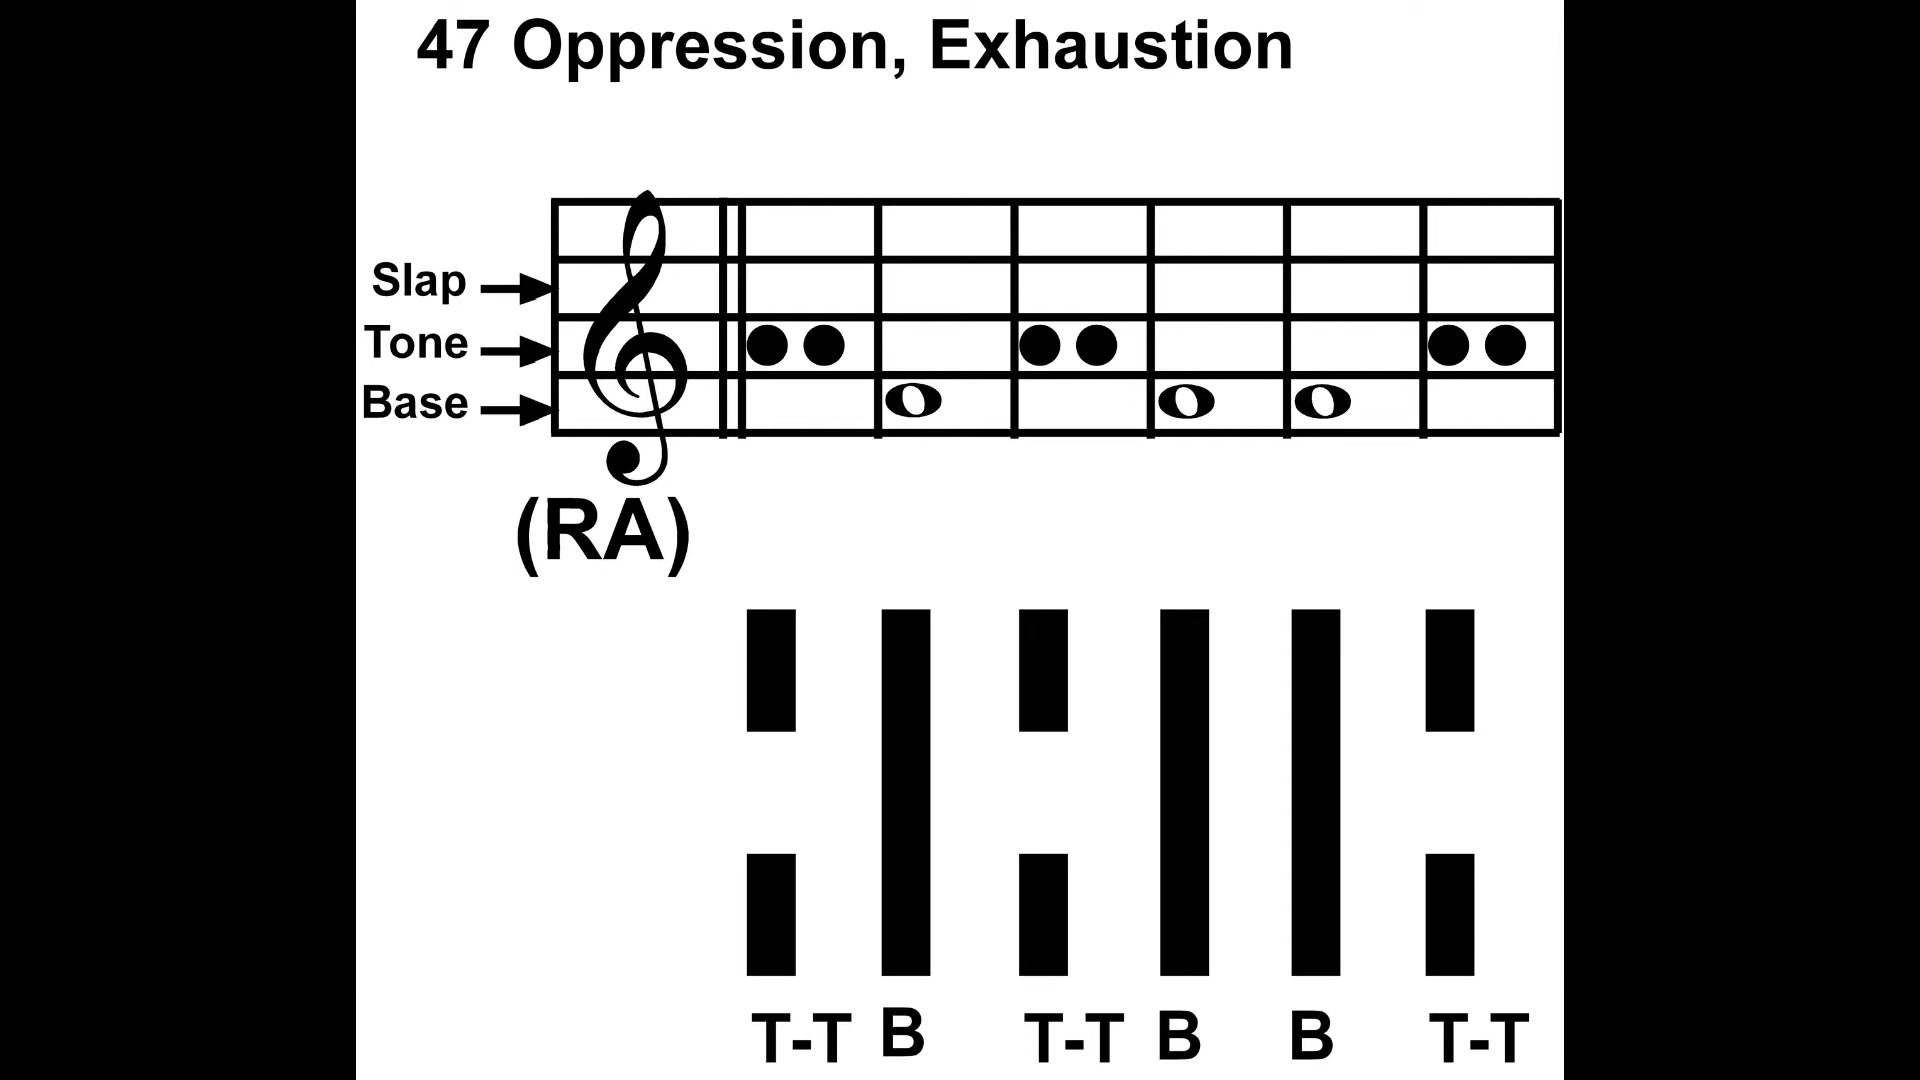 47 Oppression, Exhaustion
Slap
Tone
Base
(RA)
T-T B T-T B B T-T